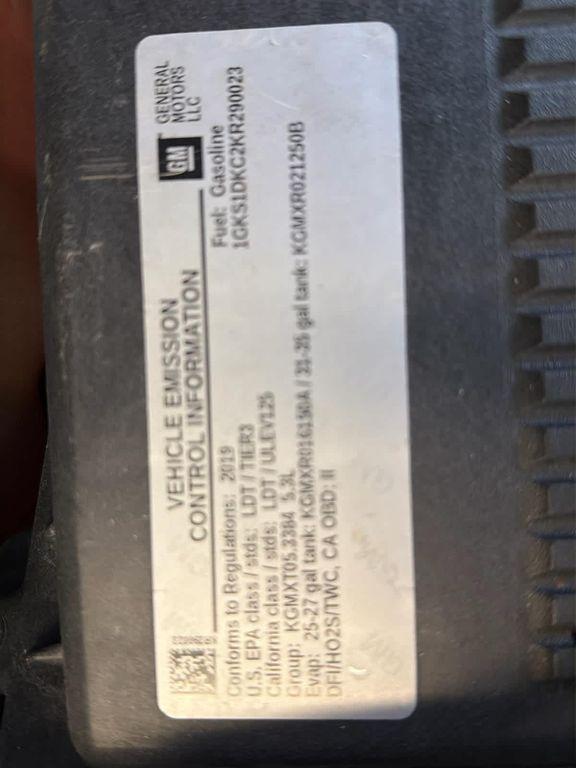 VEHICLE EMISSION
CONTROL INFORMATION
GM
GENERAL
MOTORS
LLC
Conforms to Regulations: 2019
Fuel: Gasoline
U.S. EPA class / stds: LDT / TIER3
1GKS1DKC2KR290023
California class / stds: LDT / ULEV125
Group: KGMXT05.3384 5.3L
Evap: 25-27 gal tank: KGMXR0161 / 31-35 gal tank: KGMXR021250B
DFI/HO2S/TWC, CA OBD: II